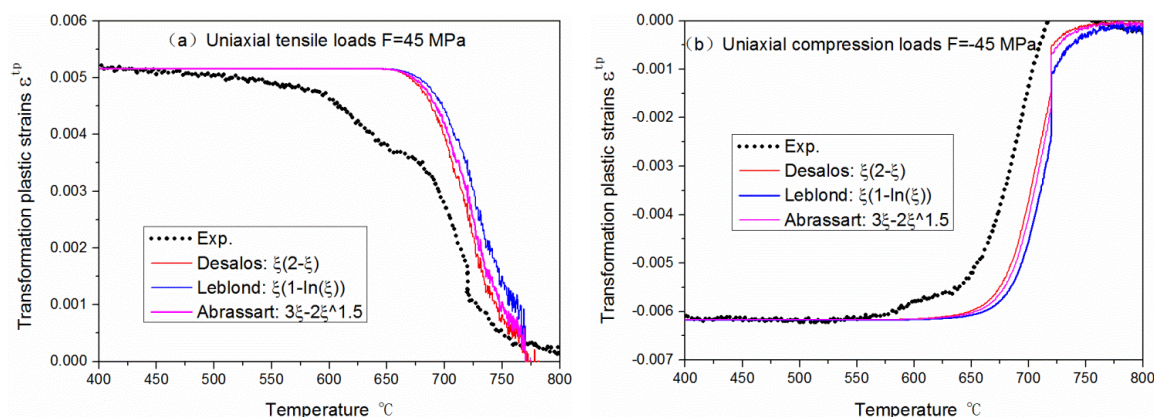 (a) Uniaxial tensile loads F=45 MPa
Transformation plastic strains ε^tp
0.006
0.005
0.004
0.003
0.002
0.001
0.000
Exp.
Desalos: ξ(2-ξ)
Leblond: ξ(1-ln(ξ))
Abrassart: 3ξ-2ξ^1.5
400 450 500 550 600 650 700 750 800
Temperature ℃
(b) Uniaxial compression loads F=-45 MPa
Transformation plastic strains ε^tp
0.000
-0.001
-0.002
-0.003
-0.004
-0.005
-0.006
-0.007
Exp.
Desalos: ξ(2-ξ)
Leblond: ξ(1-ln(ξ))
Abrassart: 3ξ-2ξ^1.5
400 450 500 550 600 650 700 750 800
Temperature ℃